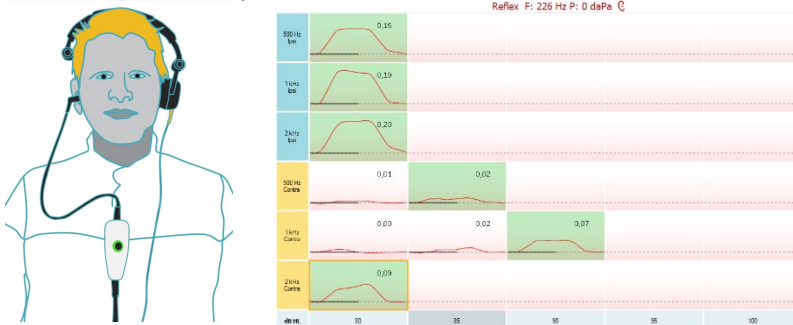 Reflex F: 226 Hz P: 0 daPa
500 Hz
Ipsi
0,16
1 kHz
Ipsi
0,19
2 kHz
Ipsi
0,20
500 Hz
Contra
0,01 0,02
1 kHz
Contra
0,00 0,02 0,07
2 kHz
Contra
0,09
dB HL 80 85 90 95 100